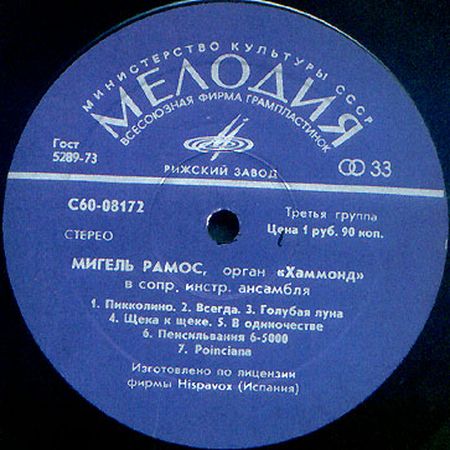 МИНИСТЕРСТВО КУЛЬТУРЫ СССР
МЕЛОДИЯ
ВСЕСОЮЗНАЯ ФИРМА ГРАМПЛАСТИНОК
Гост
5289-73
РИЖСКИЙ ЗАВОД
33
С60-08172
Третья группа
Цена 1 руб. 90 коп.
СТЕРЕО
МИГЕЛЬ РАМОС, орган «Хаммонд»
в сопр. инстр. ансамбля
1. Пикколино. 2. Всегда. 3. Голубая луна
4. Щека к щеке. 5. В одиночестве
6. Пенсильвания 6-5000
7. Poinciana
Изготовлено по лицензии
фирмы Hispavox (Испания)